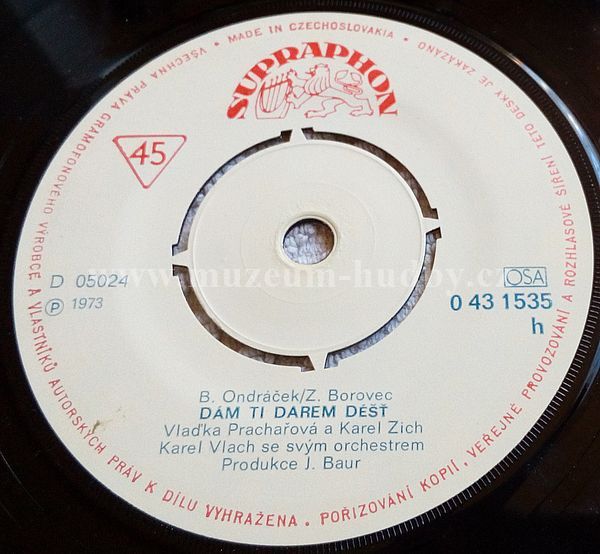 VŠECHNA PRÁVA GRAMOFONOVÉHO VÝROBCE A VLASTNÍKŮ AUTORSKÝCH PRÁV K DÍLU VYHRAŽENA. POŘIZOVÁNÍ KOPIÍ, VEŘEJNÉ PROVOZOVÁNÍ A ROZHLASOVÉ ŠÍŘENÍ TÉTO DESKY JE ZAKÁZÁNO • MADE IN CZECHOSLOVAKIA •
SUPRAPHON
45
www.muzeum-hudby.cz
D 05024
Ⓟ 1973
OSA
0 43 1535
h
B. Ondráček/Z. Borovec
DÁM TI DAREM DÉŠŤ
Vlaďka Prachařová a Karel Zich
Karel Vlach se svým orchestrem
Produkce J. Baur